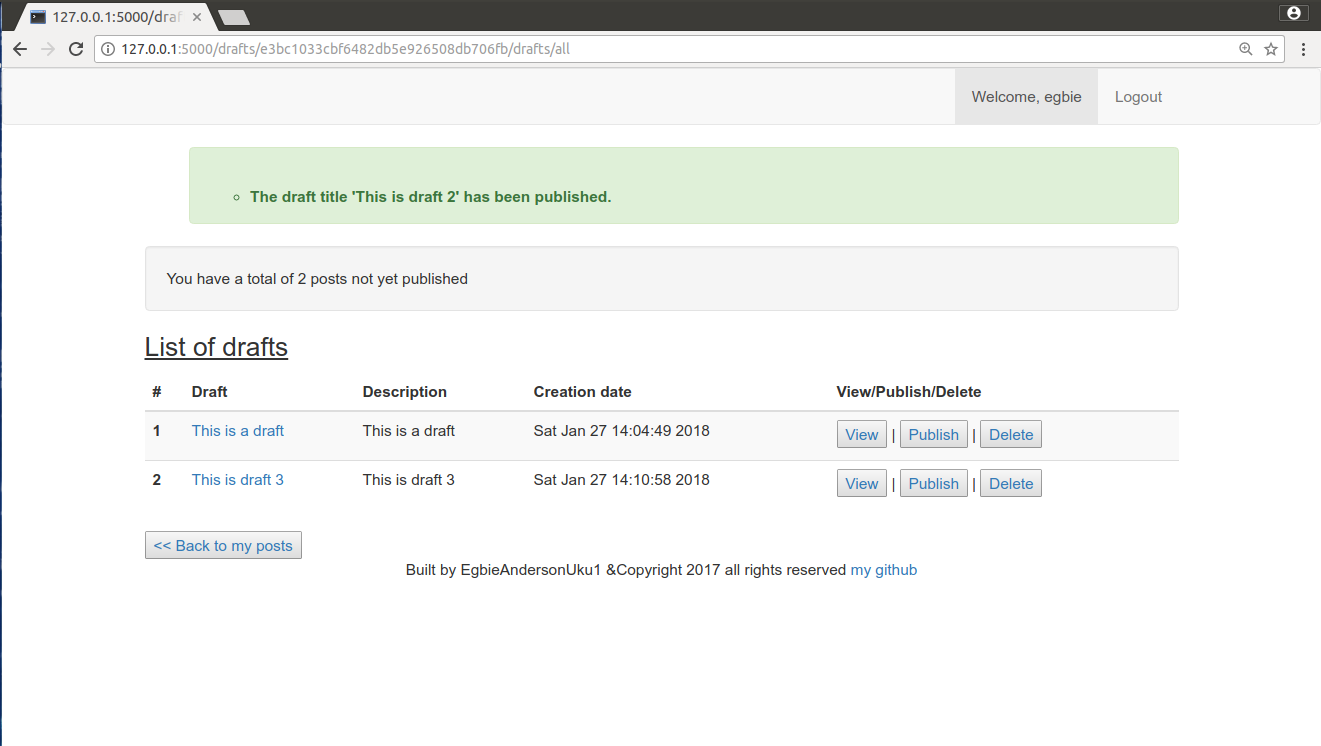 127.0.0.1:5000/draf
127.0.0.1:5000/drafts/e3bc1033cbf6482db5e926508db706fb/drafts/all
Welcome, egbie Logout
The draft title 'This is draft 2' has been published.
You have a total of 2 posts not yet published
List of drafts
# Draft Description Creation date View/Publish/Delete
1 This is a draft This is a draft Sat Jan 27 14:04:49 2018 View | Publish | Delete
2 This is draft 3 This is draft 3 Sat Jan 27 14:10:58 2018 View | Publish | Delete
<< Back to my posts
Built by EgbieAndersonUku1 &Copyright 2017 all rights reserved my github